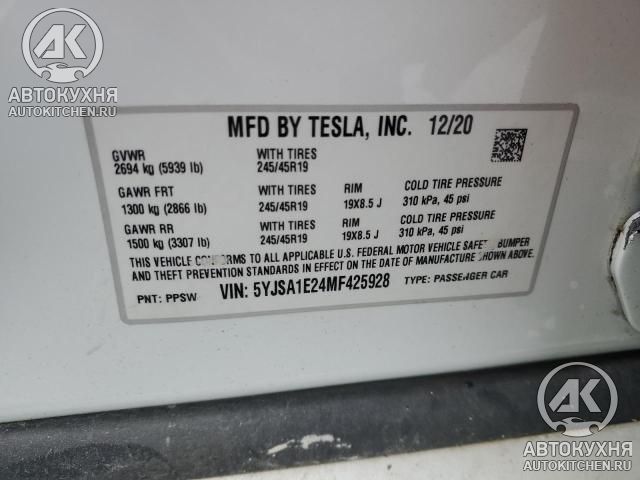 AK
АВТОКУХНЯ
AUTOKITCHEN.RU
MFD BY TESLA, INC. 12/20
GVWR WITH TIRES
2694 kg (5939 lb) 245/45R19
GAWR FRT WITH TIRES RIM COLD TIRE PRESSURE
1300 kg (2866 lb) 245/45R19 19X8.5 J 310 kPa, 45 psi
GAWR RR WITH TIRES RIM COLD TIRE PRESSURE
1500 kg (3307 lb) 245/45R19 19X8.5 J 310 kPa, 45 psi
THIS VEHICLE CONFORMS TO ALL APPLICABLE U.S. FEDERAL MOTOR VEHICLE SAFETY, BUMPER
AND THEFT PREVENTION STANDARDS IN EFFECT ON THE DATE OF MANUFACTURE SHOWN ABOVE.
PNT: PPSW VIN: 5YJSA1E24MF425928 TYPE: PASSENGER CAR
AK
АВТОКУХНЯ
AUTOKITCHEN.RU